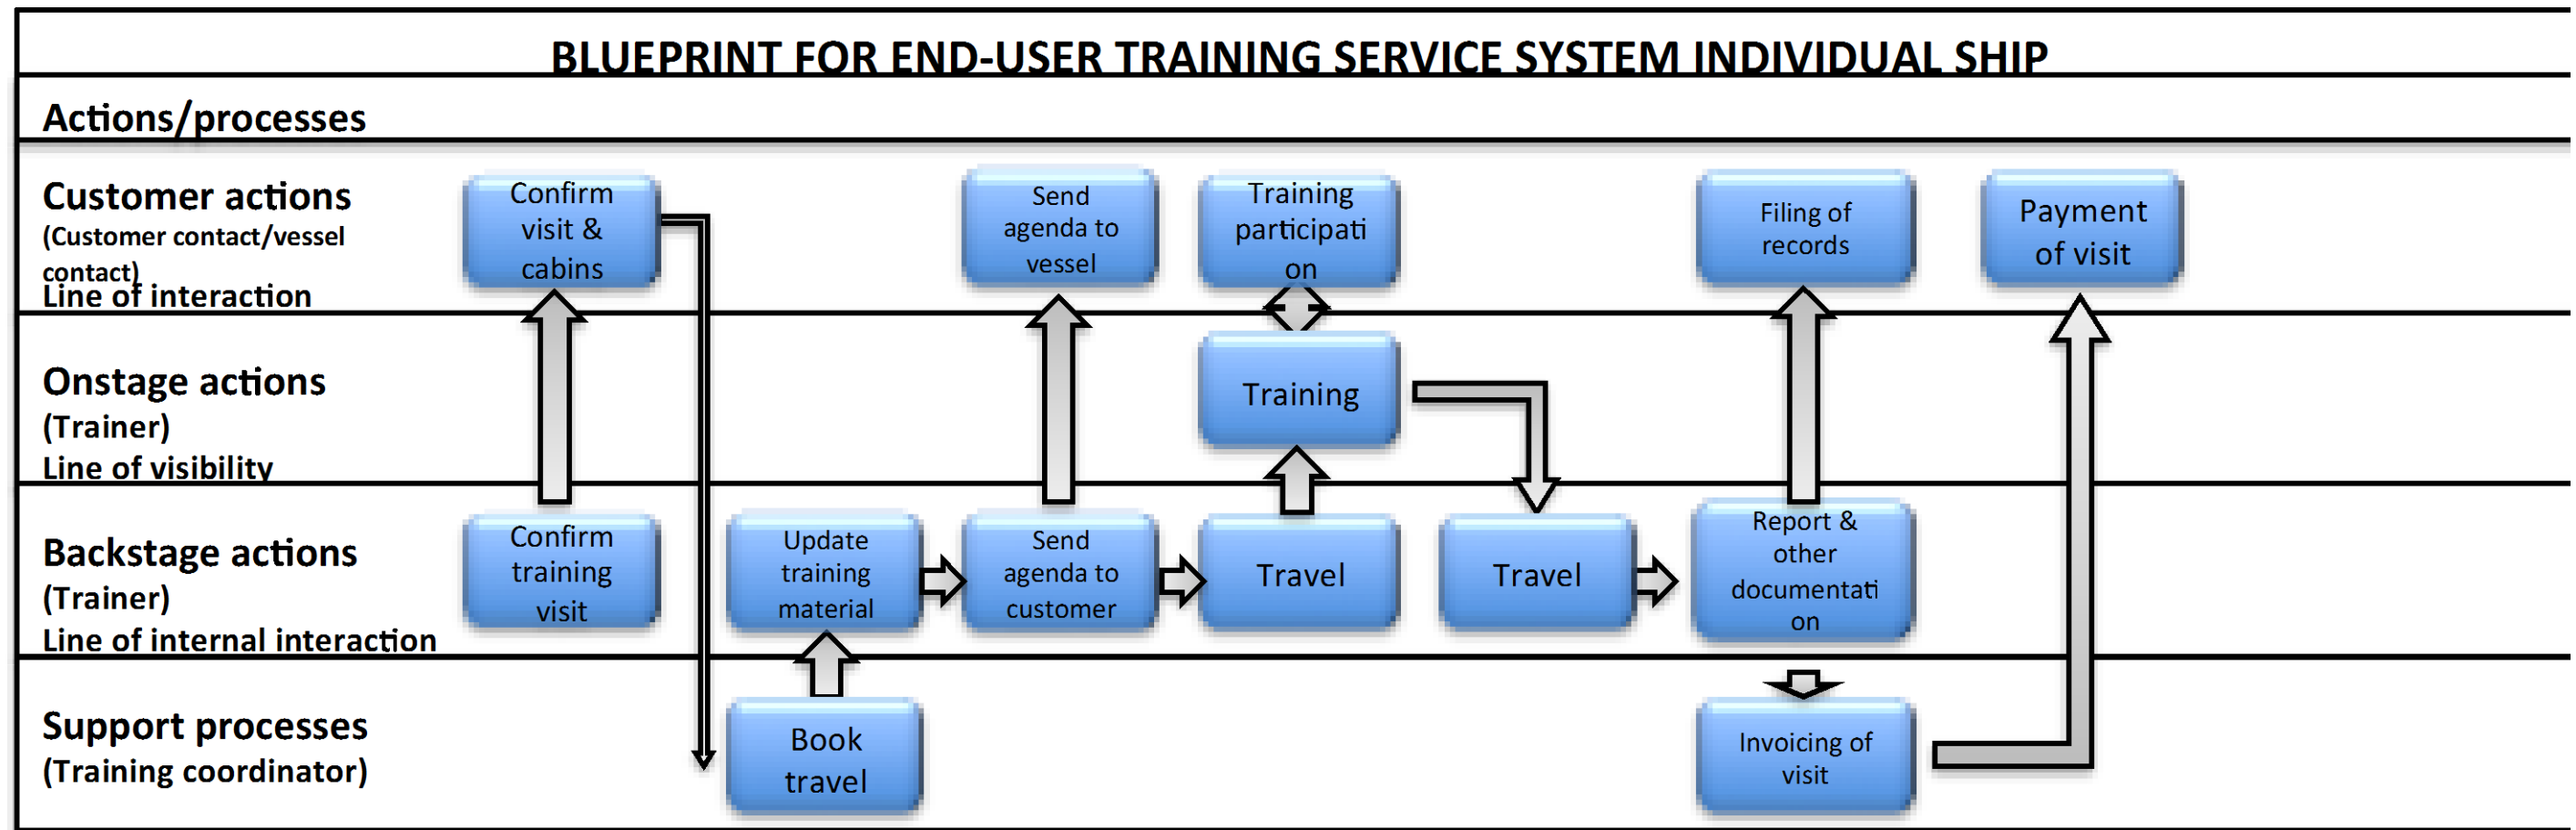 BLUEPRINT FOR END-USER TRAINING SERVICE SYSTEM INDIVIDUAL SHIP
Actions/processes
Customer actions
(Customer contact/vessel
contact)
Line of interaction
Confirm
visit &
cabins
Send
agenda to
vessel
Training
participati
on
Filing of
records
Payment
of visit
Onstage actions
(Trainer)
Line of visibility
Training
Backstage actions
(Trainer)
Line of internal interaction
Confirm
training
visit
Update
training
material
Send
agenda to
customer
Travel
Travel
Report &
other
documentati
on
Support processes
(Training coordinator)
Book
travel
Invoicing of
visit